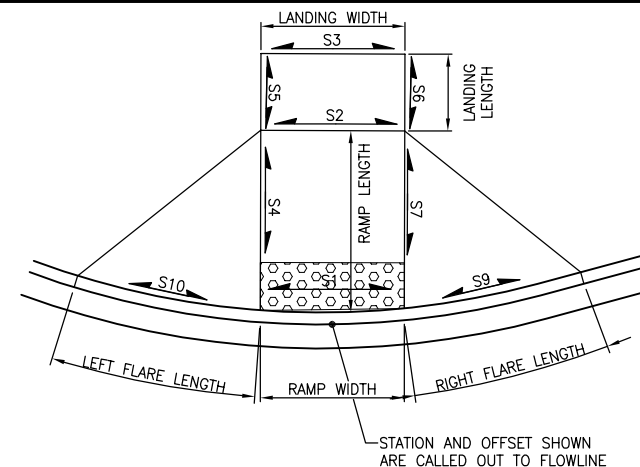 LANDING WIDTH
S3
S5
S6
LANDING
LENGTH
S2
S4
RAMP LENGTH
S7
S1
S10
S9
LEFT FLARE LENGTH
RAMP WIDTH
RIGHT FLARE LENGTH
STATION AND OFFSET SHOWN
ARE CALLED OUT TO FLOWLINE